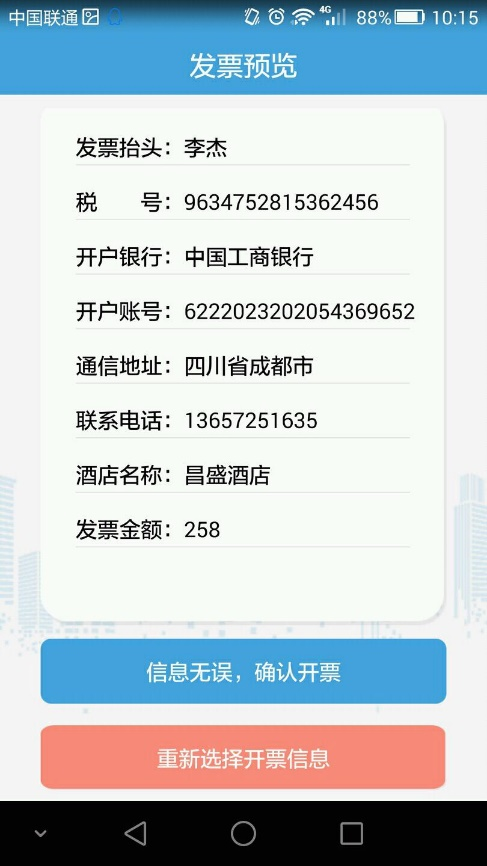 中国联通 4G 88% 10:15
发票预览
发票抬头：李杰
税 号：9634752815362456
开户银行：中国工商银行
开户账号：6222023202054369652
通信地址：四川省成都市
联系电话：13657251635
酒店名称：昌盛酒店
发票金额：258
信息无误，确认开票
重新选择开票信息